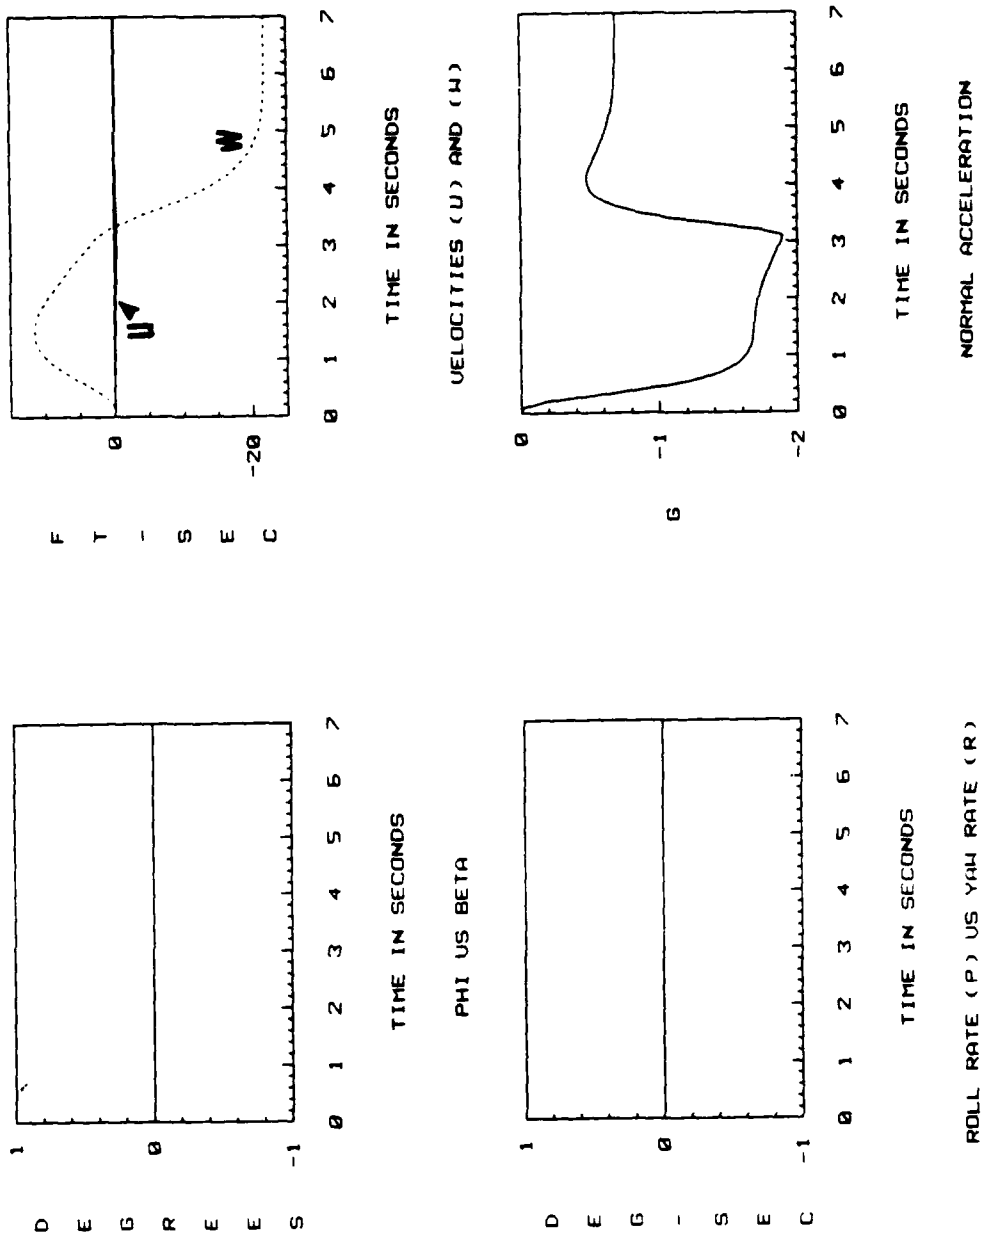 D
E
G
R
E
E
S
1
0
-1
0 1 2 3 4 5 6 7
TIME IN SECONDS
PHI VS BETA
F
T
-
S
E
C
0
-20
U
W
0 1 2 3 4 5 6 7
TIME IN SECONDS
VELOCITIES (U) AND (W)
D
E
G
-
S
E
C
1
0
-1
0 1 2 3 4 5 6 7
TIME IN SECONDS
ROLL RATE (P) VS YAW RATE (R)
G
0
-1
-2
0 1 2 3 4 5 6 7
TIME IN SECONDS
NORMAL ACCELERATION